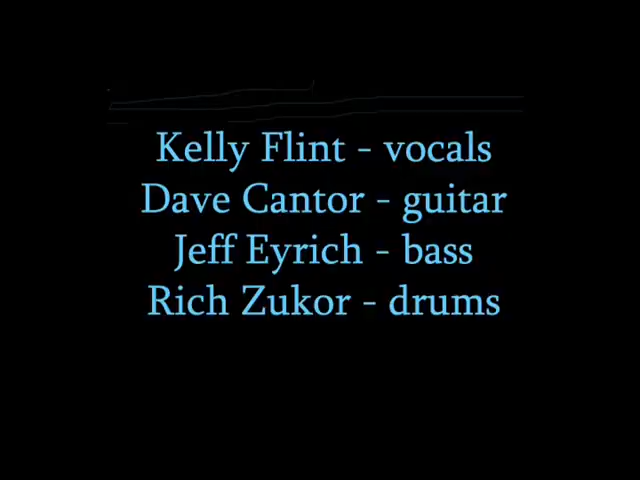 Kelly Flint - vocals
Dave Cantor - guitar
Jeff Eyrich - bass
Rich Zukor - drums